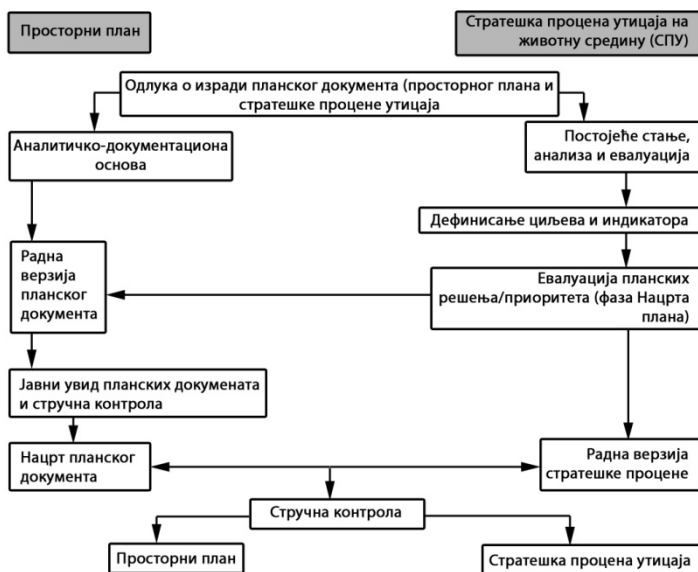 Просторни план
Стратешка процена утицаја на
животну средину (СПУ)
Одлука о изради планског документа (просторног плана и
стратешке процене утицаја
Аналитичко-документациона
основа
Постојеће стање,
анализа и евалуација
Дефинисање циљева и индикатора
Радна
верзија
планског
документа
Евалуација планских
решења/приоритета (фаза Нацрта
плана)
Јавни увид планских докумената
и стручна контрола
Нацрт планског
документа
Радна верзија
стратешке процене
Стручна контрола
Просторни план
Стратешка процена утицаја